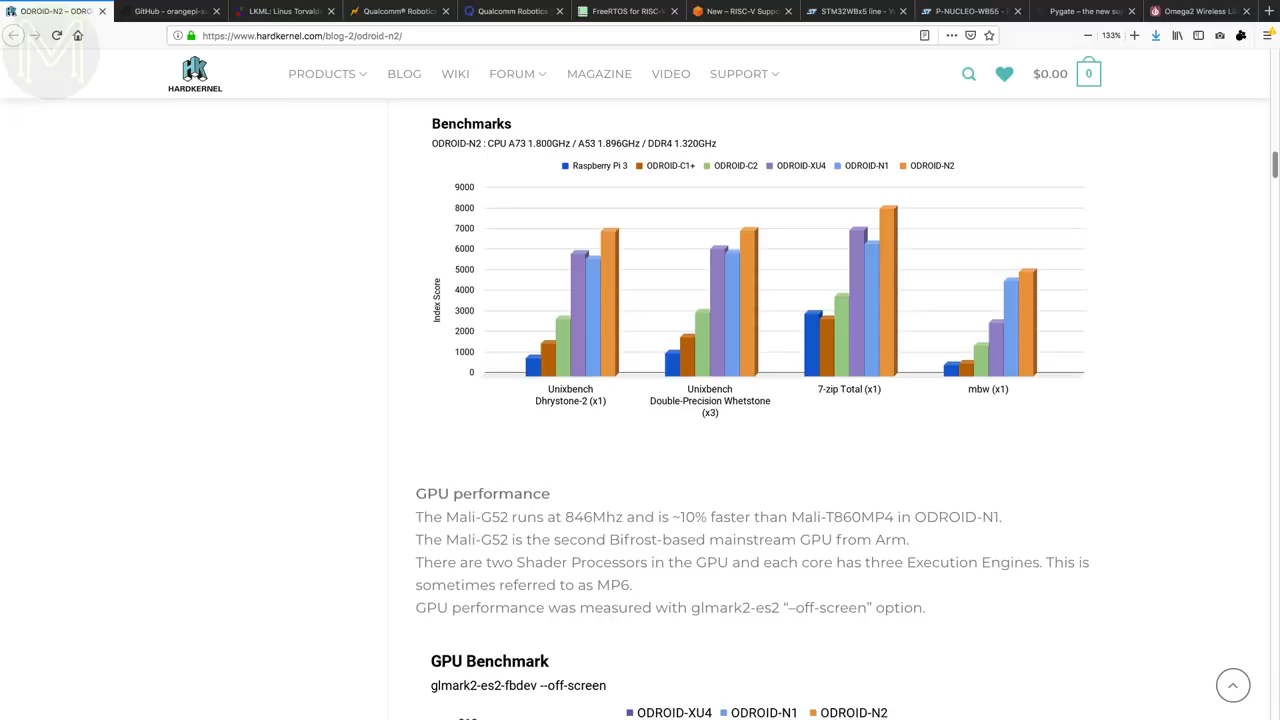 ODROID-N2 – ODRO
GitHub - orangepi-su
LKML: Linus Torvalds
Qualcomm® Robotics
Qualcomm Robotics
FreeRTOS for RISC-V
New – RISC-V Suppo
STM32WBx5 line - W
P-NUCLEO-WB55 - S
Pygate – the new sup
Omega2 Wireless Li
https://www.hardkernel.com/blog-2/odroid-n2/
133%
M
HK
HARDKERNEL
PRODUCTS
BLOG
WIKI
FORUM
MAGAZINE
VIDEO
SUPPORT
$0.00
0
Benchmarks
ODROID-N2 : CPU A73 1.800GHz / A53 1.896GHz / DDR4 1.320GHz
Raspberry Pi 3 ODROID-C1+ ODROID-C2 ODROID-XU4 ODROID-N1 ODROID-N2
9000
8000
7000
6000
5000
4000
3000
2000
1000
0
Index Score
Unixbench
Dhrystone-2 (x1)
Unixbench
Double-Precision Whetstone
(x3)
7-zip Total (x1)
mbw (x1)
GPU performance
The Mali-G52 runs at 846Mhz and is ~10% faster than Mali-T860MP4 in ODROID-N1.
The Mali-G52 is the second Bifrost-based mainstream GPU from Arm.
There are two Shader Processors in the GPU and each core has three Execution Engines. This is
sometimes referred to as MP6.
GPU performance was measured with glmark2-es2 “–off-screen” option.
GPU Benchmark
glmark2-es2-fbdev --off-screen
ODROID-XU4 ODROID-N1 ODROID-N2